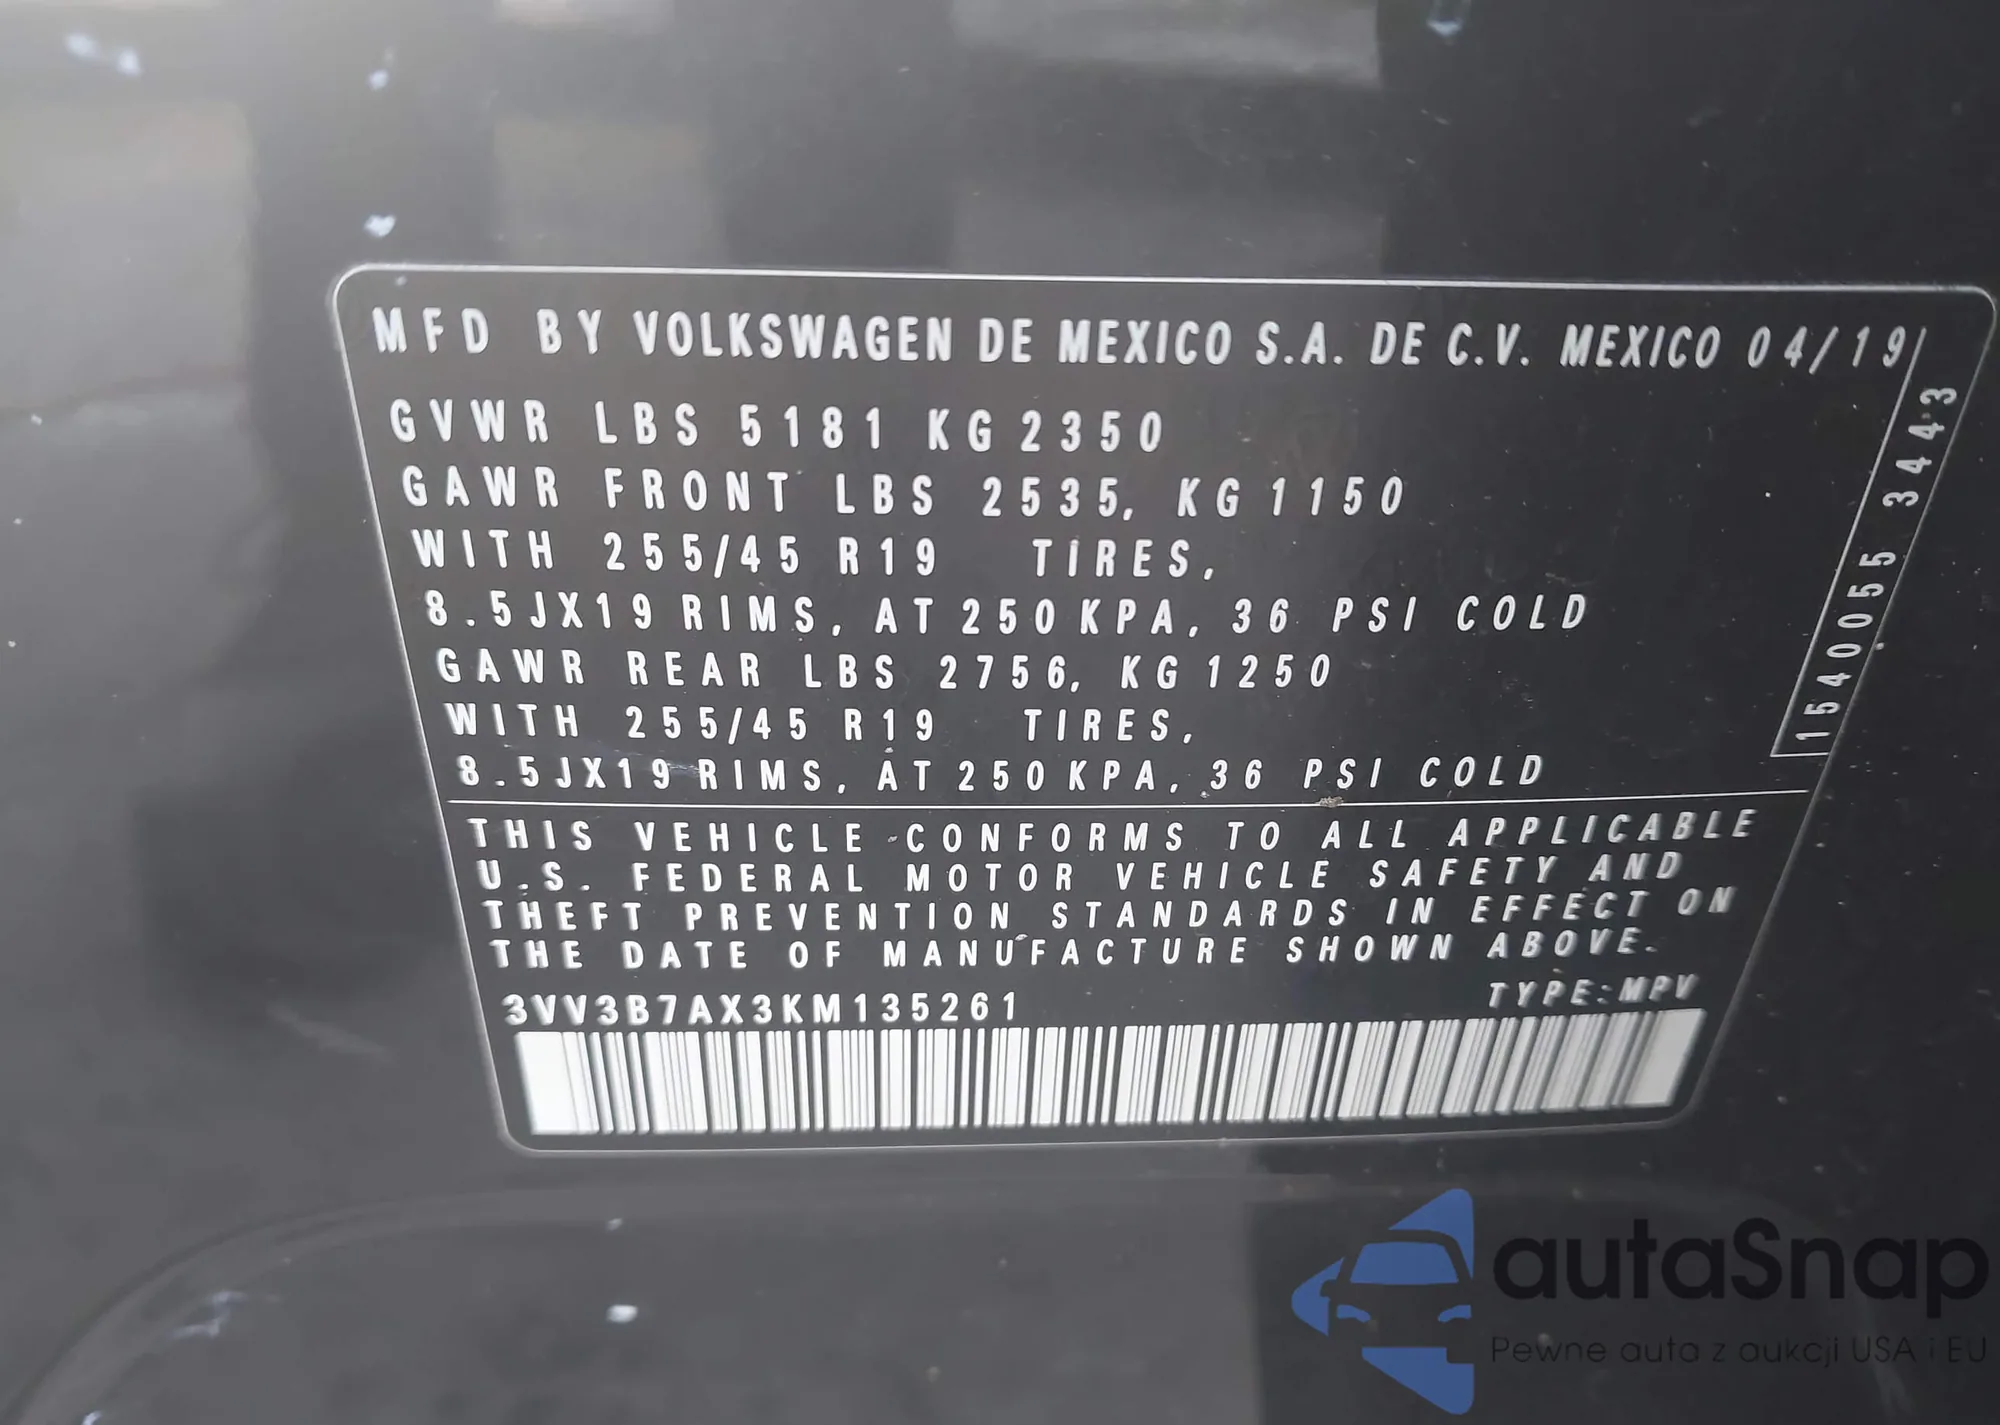 MFD BY VOLKSWAGEN DE MEXICO S.A. DE C.V. MEXICO 04/19
GVWR LBS 5181 KG 2350
GAWR FRONT LBS 2535, KG 1150
WITH 255/45 R19 TIRES,
8.5JX19 RIMS, AT 250 KPA, 36 PSI COLD
GAWR REAR LBS 2756, KG 1250
WITH 255/45 R19 TIRES,
8.5JX19 RIMS, AT 250 KPA, 36 PSI COLD
1540055 3443
THIS VEHICLE CONFORMS TO ALL APPLICABLE
U.S. FEDERAL MOTOR VEHICLE SAFETY AND
THEFT PREVENTION STANDARDS IN EFFECT ON
THE DATE OF MANUFACTURE SHOWN ABOVE.
3VV3B7AX3KM135261 TYPE: MPV
autaSnap
Pewne auta z aukcji USA i EU